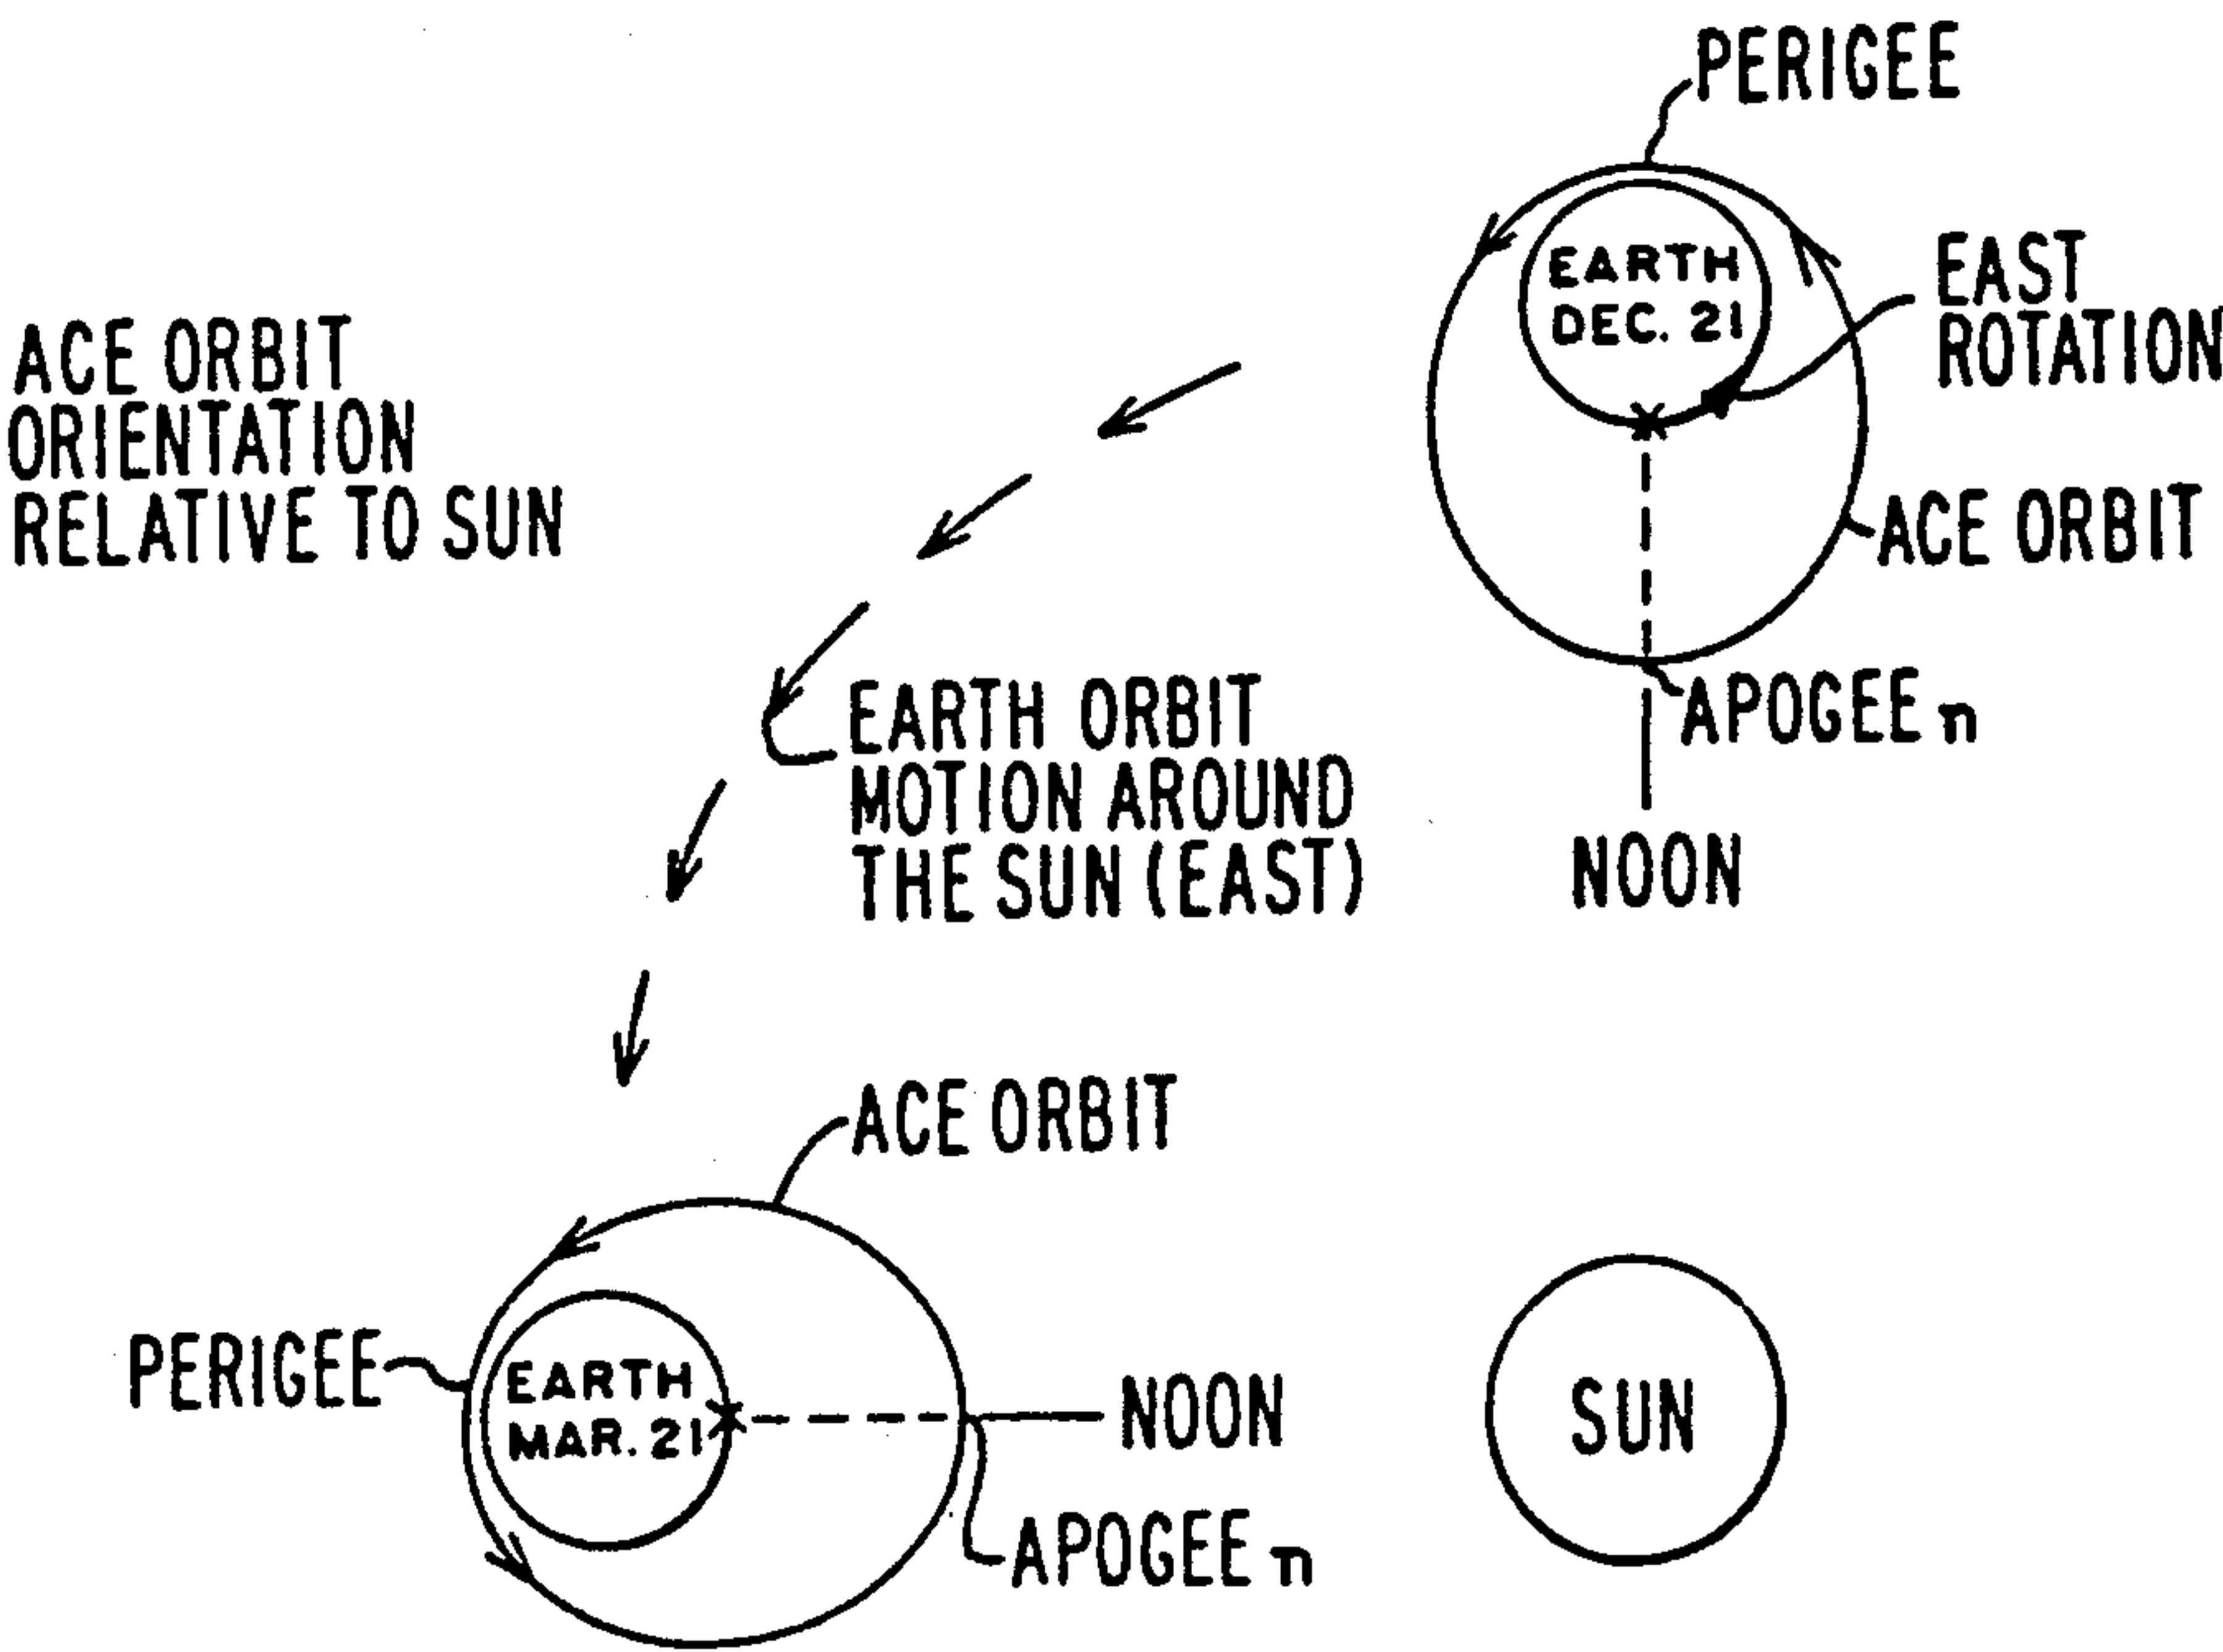 PERIGEE
EARTH
DEC. 21
EAST
ROTATION
ACE ORBIT
ORIENTATION
RELATIVE TO SUN
ACE ORBIT
APOGEE n
EARTH ORBIT
MOTION AROUND
THE SUN (EAST)
NOON
ACE ORBIT
PERIGEE
EARTH
MAR. 21
NOON
SUN
APOGEE n